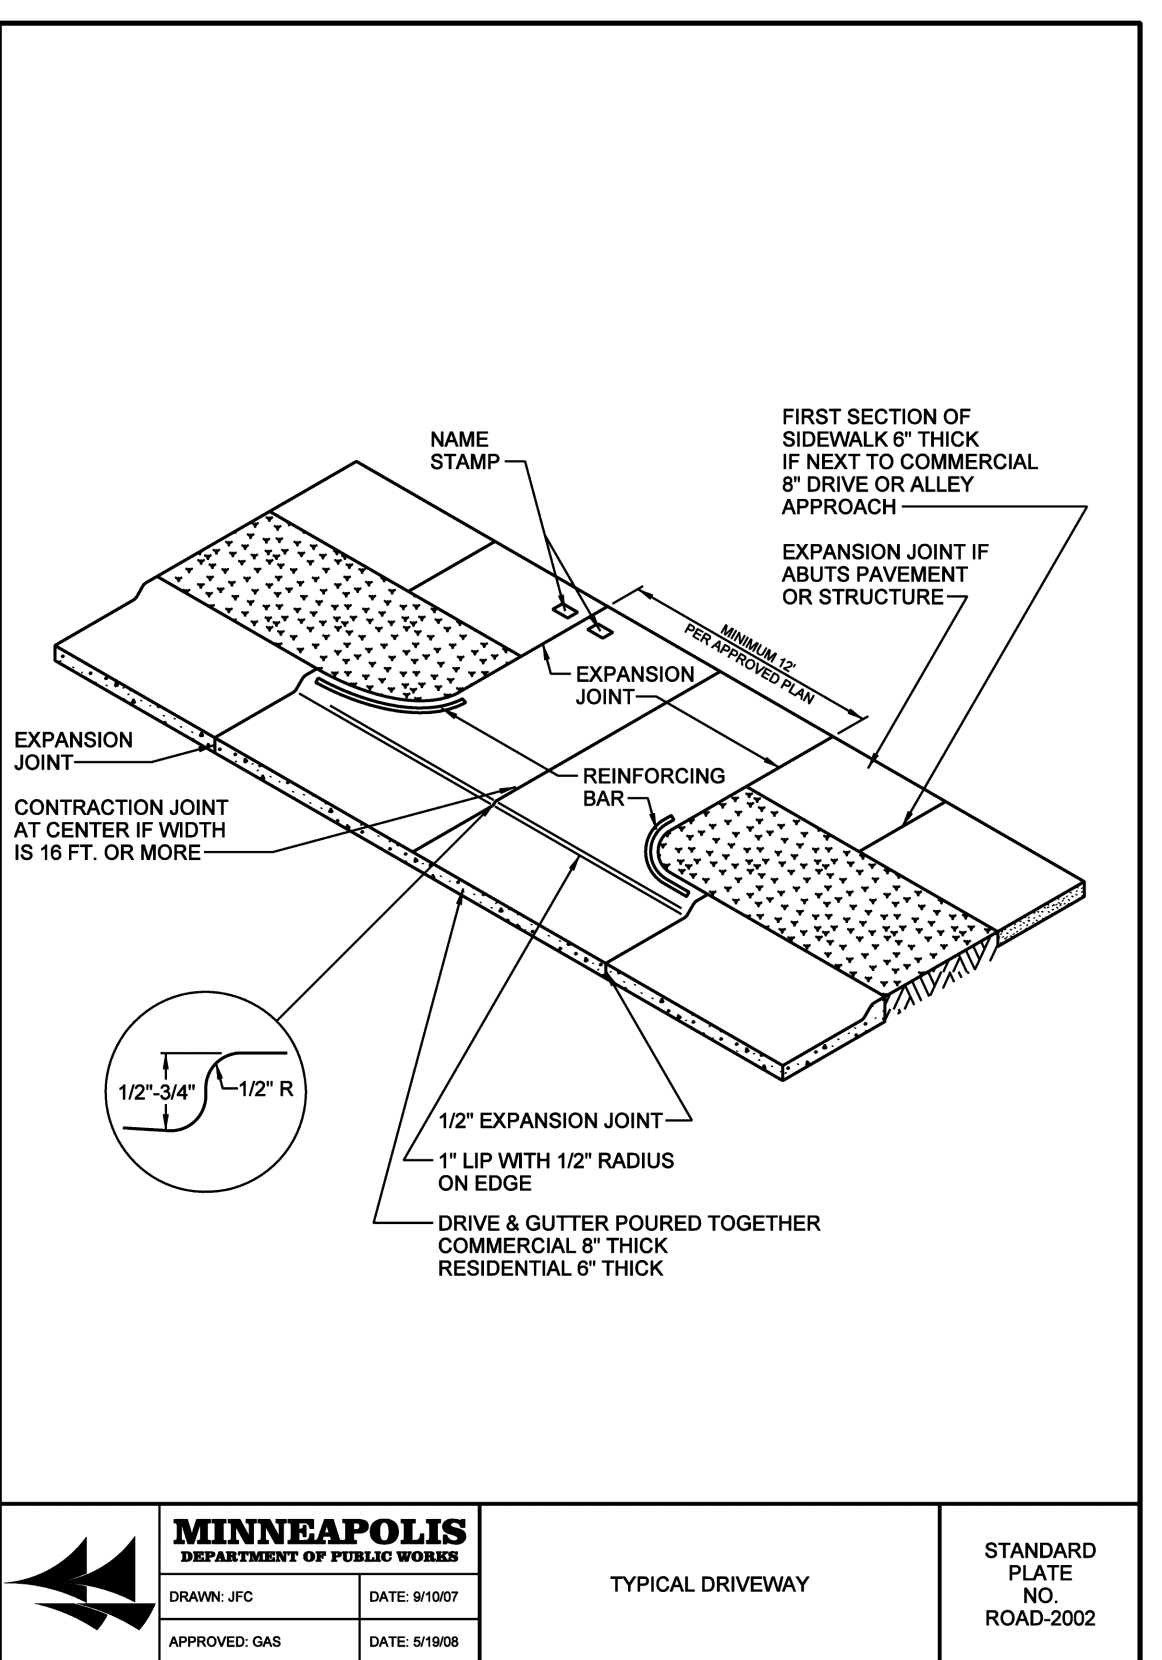 NAME
STAMP
FIRST SECTION OF
SIDEWALK 6" THICK
IF NEXT TO COMMERCIAL
8" DRIVE OR ALLEY
APPROACH
EXPANSION JOINT IF
ABUTS PAVEMENT
OR STRUCTURE
MINIMUM 12'
PER APPROVED PLAN
EXPANSION
JOINT
EXPANSION
JOINT
REINFORCING
BAR
CONTRACTION JOINT
AT CENTER IF WIDTH
IS 16 FT. OR MORE
1/2"-3/4"
1/2" R
1/2" EXPANSION JOINT
1" LIP WITH 1/2" RADIUS
ON EDGE
DRIVE & GUTTER POURED TOGETHER
COMMERCIAL 8" THICK
RESIDENTIAL 6" THICK
MINNEAPOLIS
DEPARTMENT OF PUBLIC WORKS
DRAWN: JFC
DATE: 9/10/07
APPROVED: GAS
DATE: 5/19/08
TYPICAL DRIVEWAY
STANDARD
PLATE
NO.
ROAD-2002